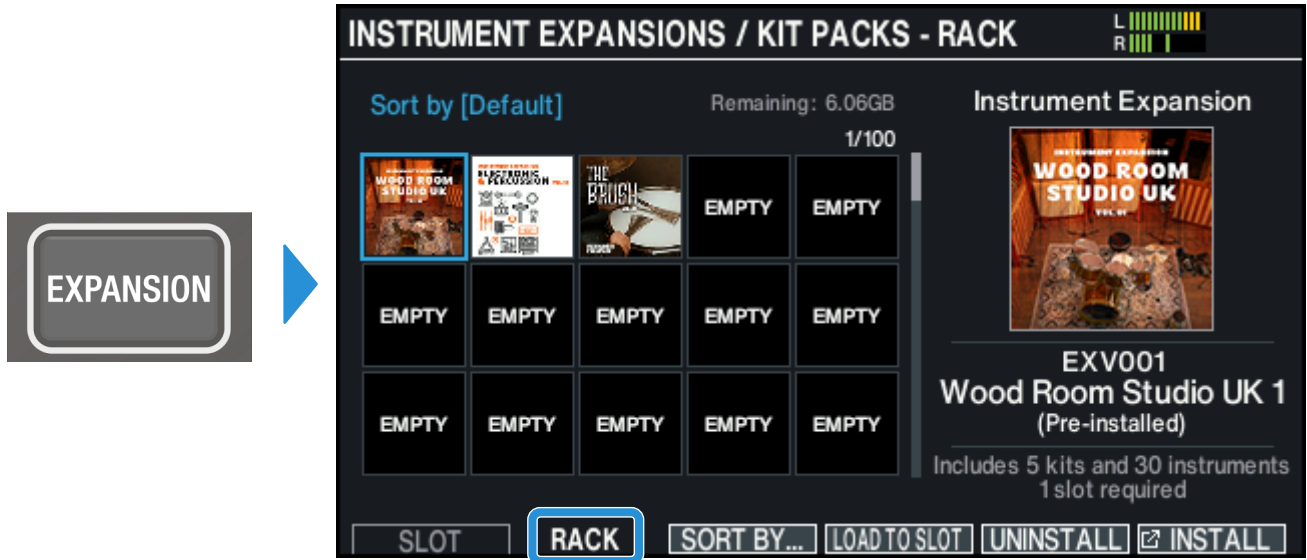 EXPANSION
INSTRUMENT EXPANSIONS / KIT PACKS - RACK
L
R
Sort by [Default]
Remaining: 6.06GB
1/100
WOOD ROOM
STUDIO UK
ELECTRONIC
& PERCUSSION
THE
BRUSH
EMPTY
EMPTY
EMPTY
EMPTY
EMPTY
EMPTY
EMPTY
EMPTY
EMPTY
EMPTY
EMPTY
EMPTY
Instrument Expansion
INSTRUMENT EXPANSION
WOOD ROOM
STUDIO UK
VOL. 01
EXV001
Wood Room Studio UK 1
(Pre-installed)
Includes 5 kits and 30 instruments
1 slot required
SLOT
RACK
SORT BY...
LOAD TO SLOT
UNINSTALL
INSTALL